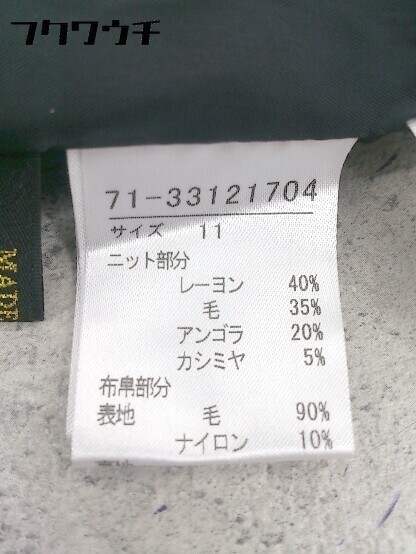 フクワウチ
71-33121704
サイズ 11
ニット部分
レーヨン 40%
毛 35%
アンゴラ 20%
カシミヤ 5%
布帛部分
表地 毛 90%
ナイロン 10%
MADE